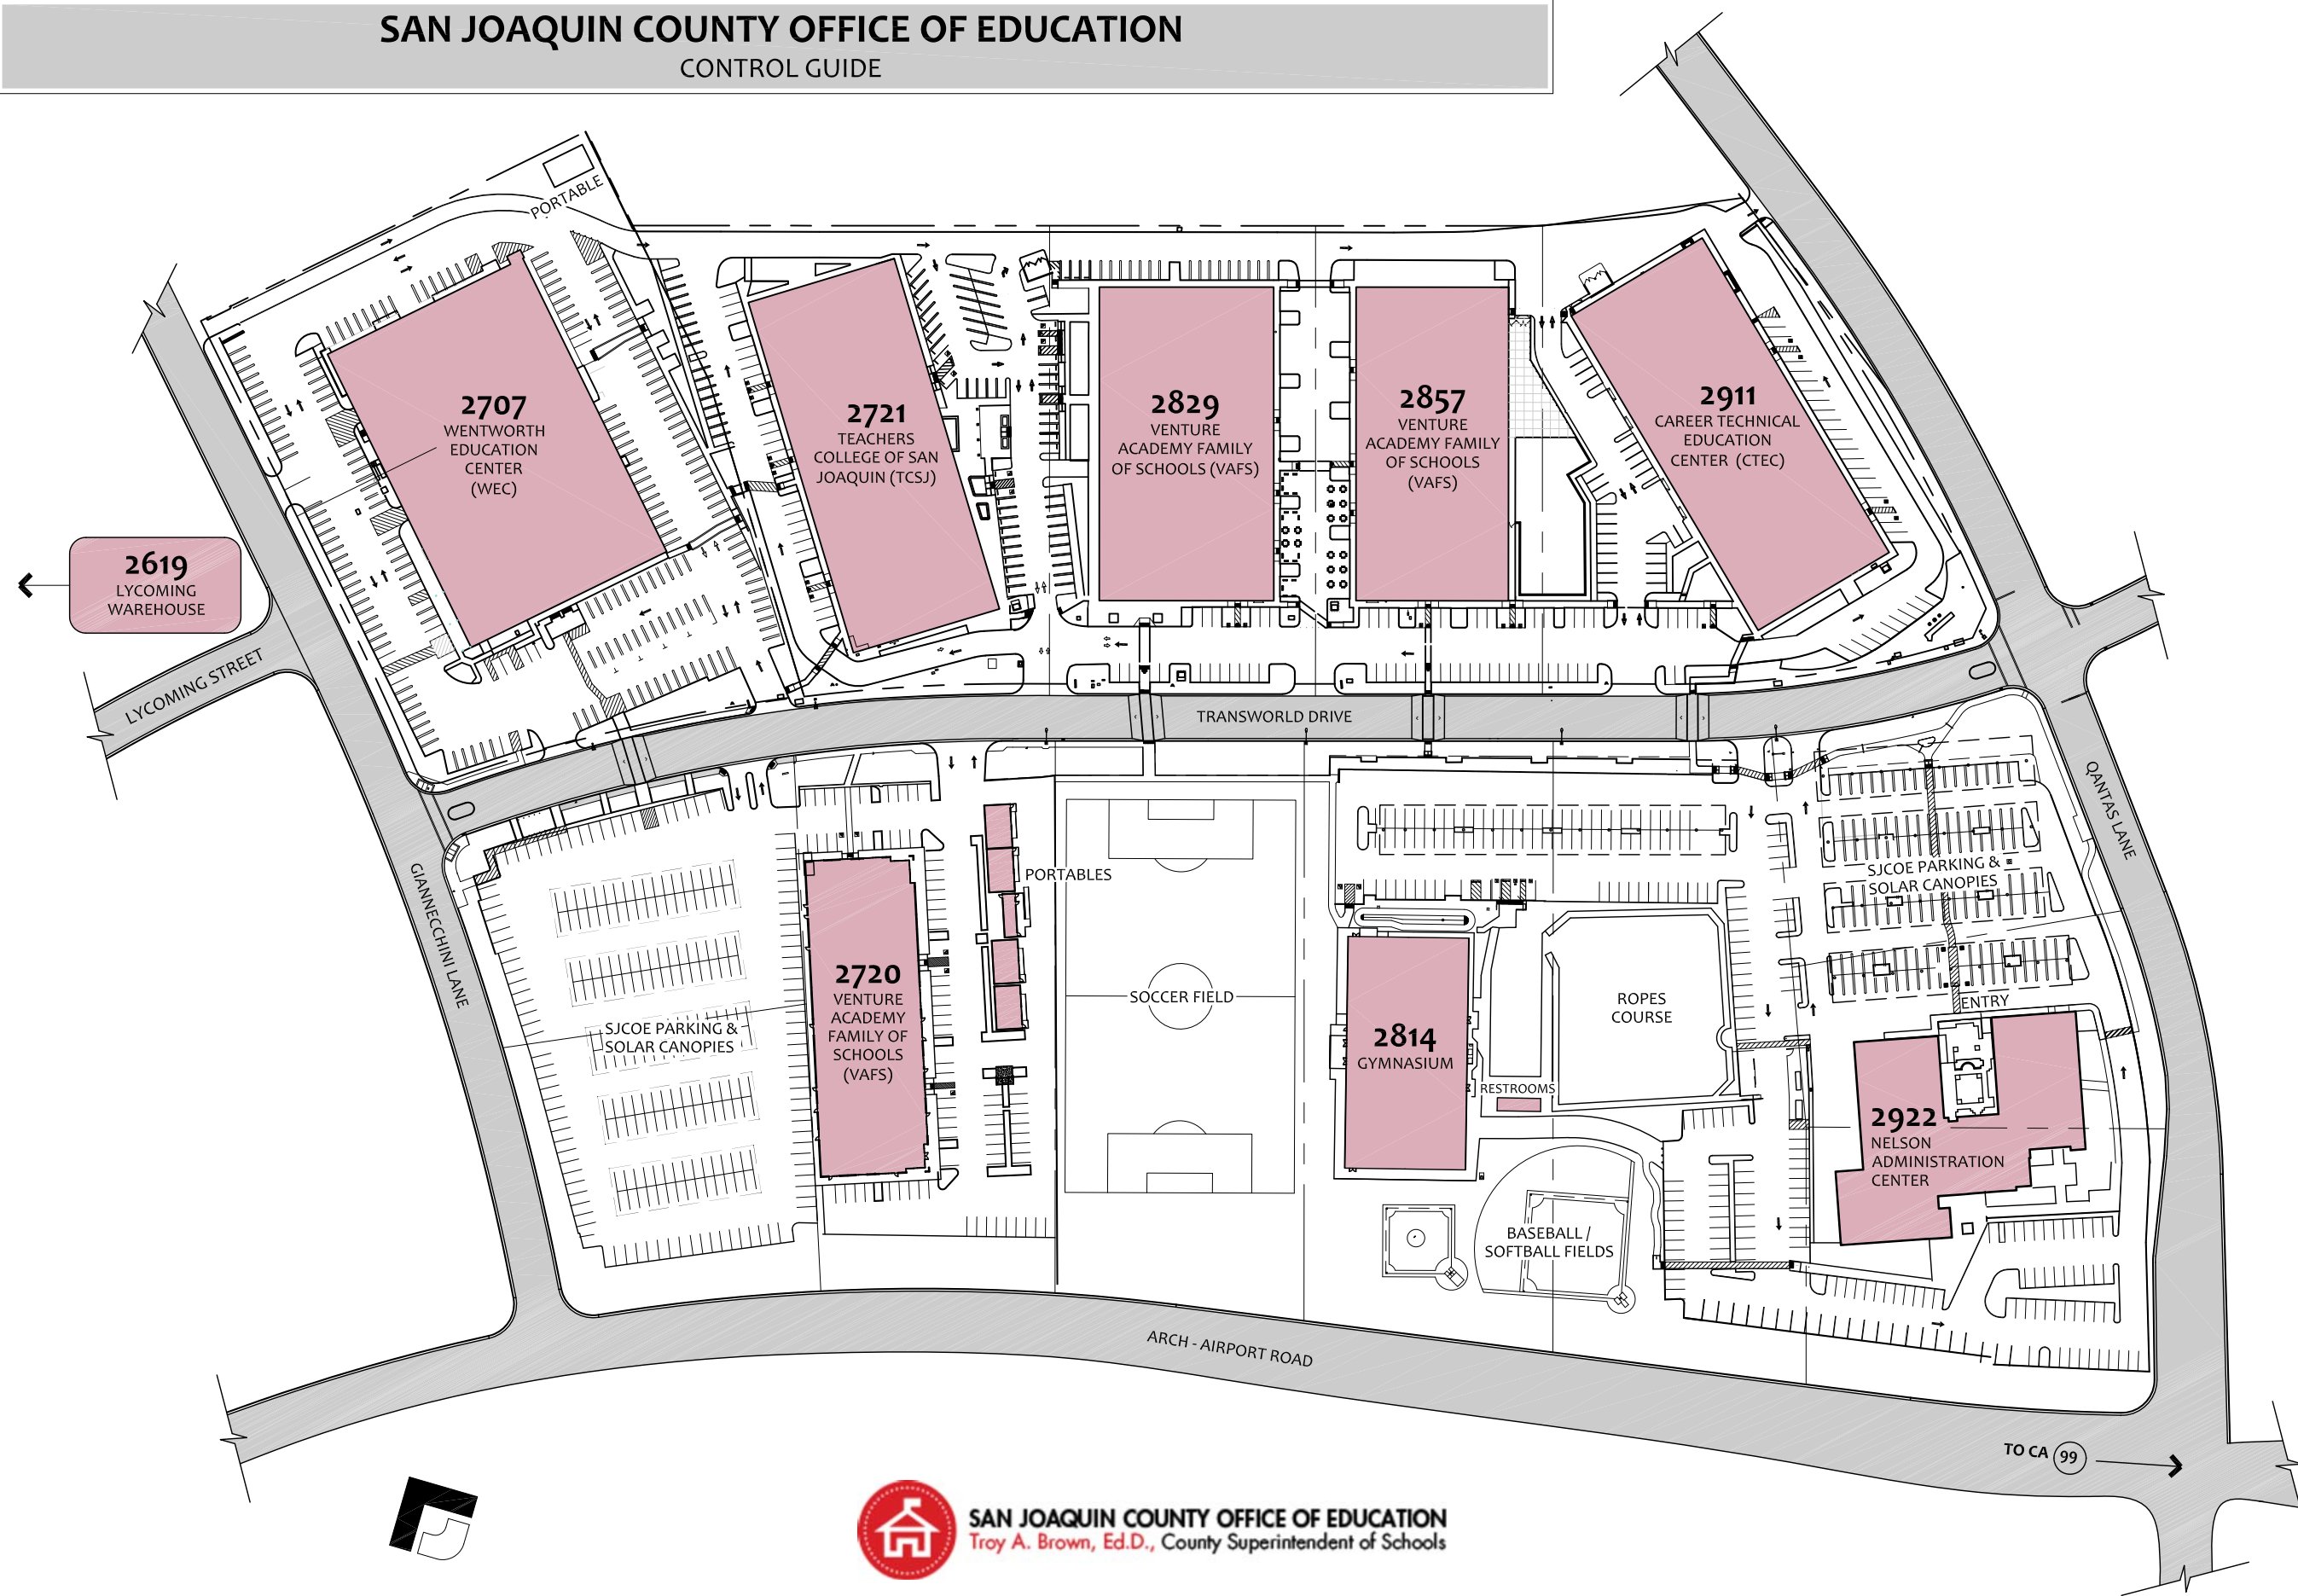 SAN JOAQUIN COUNTY OFFICE OF EDUCATION
CONTROL GUIDE
PORTABLE
2707
WENTWORTH
EDUCATION
CENTER
(WEC)
2721
TEACHERS
COLLEGE OF SAN
JOAQUIN (TCSJ)
2829
VENTURE
ACADEMY FAMILY
OF SCHOOLS (VAFS)
2857
VENTURE
ACADEMY FAMILY
OF SCHOOLS
(VAFS)
2911
CAREER TECHNICAL
EDUCATION
CENTER (CTEC)
2619
LYCOMING
WAREHOUSE
LYCOMING STREET
TRANSWORLD DRIVE
QANTAS LANE
GIANNECCHINI LANE
PORTABLES
SJCOE PARKING &
SOLAR CANOPIES
2720
VENTURE
ACADEMY
FAMILY OF
SCHOOLS
(VAFS)
SOCCER FIELD
SJCOE PARKING &
SOLAR CANOPIES
ENTRY
ROPES
COURSE
2814
GYMNASIUM
RESTROOMS
2922
NELSON
ADMINISTRATION
CENTER
BASEBALL /
SOFTBALL FIELDS
ARCH - AIRPORT ROAD
TO CA 99
SAN JOAQUIN COUNTY OFFICE OF EDUCATION
Troy A. Brown, Ed.D., County Superintendent of Schools